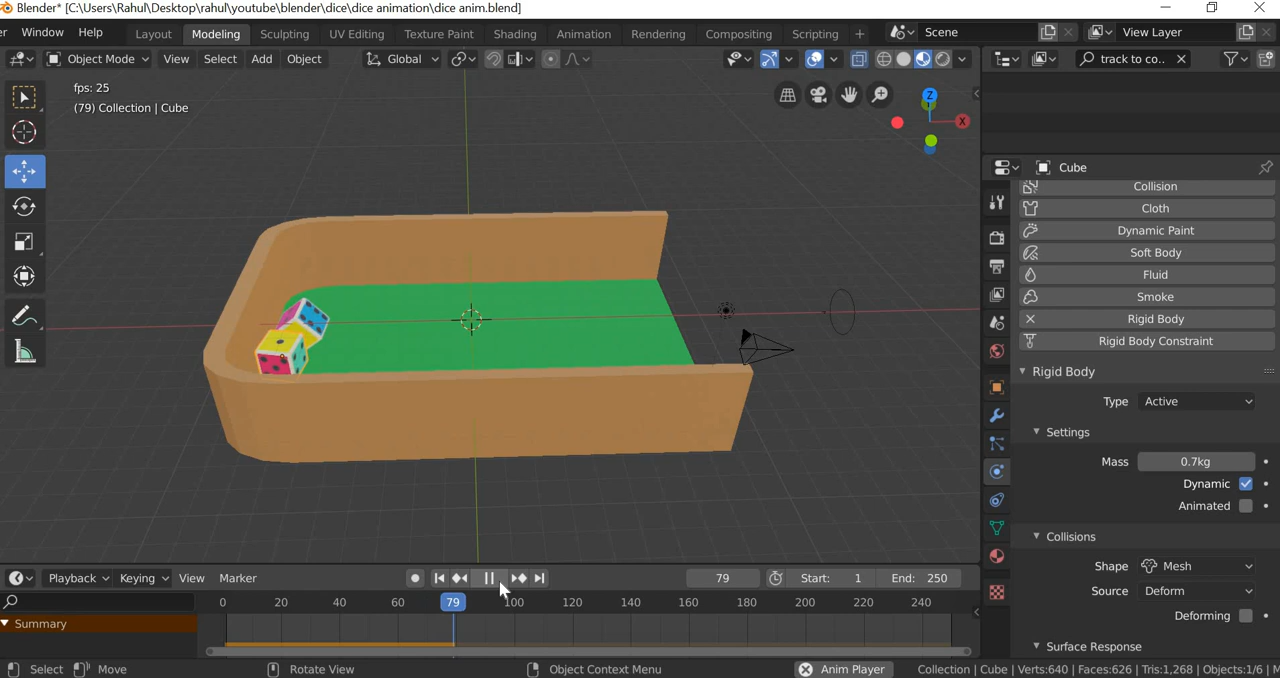 Blender* [C:\Users\Rahul\Desktop\rahul\youtube\blender\dice\dice animation\dice anim.blend]
er Window Help Layout Modeling Sculpting UV Editing Texture Paint Shading Animation Rendering Compositing Scripting + Scene View Layer
Object Mode View Select Add Object Global track to co..
fps: 25
(79) Collection | Cube
Z
X
Cube
Collision
Cloth
Dynamic Paint
Soft Body
Fluid
Smoke
Rigid Body
Rigid Body Constraint
Rigid Body
Type Active
Settings
Mass 0.7kg
Dynamic
Animated
Collisions
Shape Mesh
Source Deform
Deforming
Surface Response
Playback Keying View Marker 79 Start: 1 End: 250
0 20 40 60 79 100 120 140 160 180 200 220 240
Summary
Select Move Rotate View Object Context Menu Anim Player Collection | Cube | Verts:640 | Faces:626 | Tris:1,268 | Objects:1/6 | M